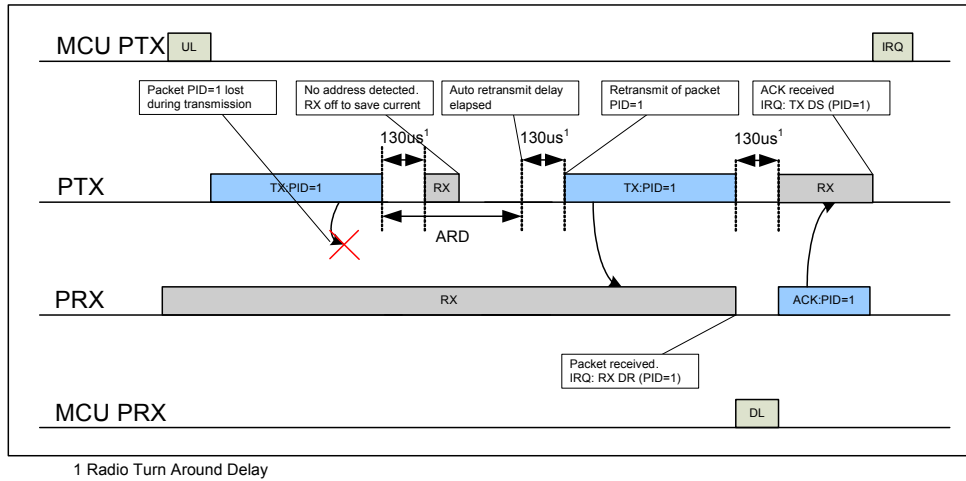 MCU PTX
UL
IRQ
Packet PID=1 lost
during transmission
No address detected.
RX off to save current
Auto retransmit delay
elapsed
Retransmit of packet
PID=1
ACK received
IRQ: TX DS (PID=1)
130us1
130us1
130us1
PTX
TX:PID=1
RX
TX:PID=1
RX
ARD
PRX
RX
ACK:PID=1
Packet received.
IRQ: RX DR (PID=1)
MCU PRX
DL
1 Radio Turn Around Delay